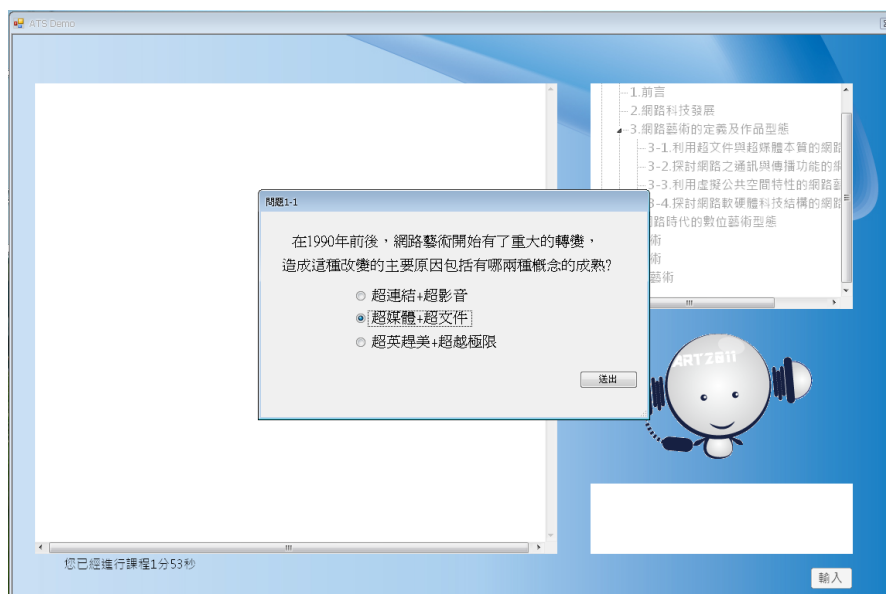 ATS Demo
1.前言
2.網路科技發展
3.網路藝術的定義及作品型態
3-1.利用超文件與超媒體本質的網路
3-2.探討網路之通訊與傳播功能的
3-3.利用虛擬公共空間特性的網路
3-4.探討網路軟硬體科技結構的網路
路時代的數位藝術型態
術
術
藝術
問題1-1
在1990年前後，網路藝術開始有了重大的轉變，
造成這種改變的主要原因包括有哪兩種概念的成熟?
超連結+超影音
超媒體+超文件
超英趕美+超越極限
送出
ART2811
您已經進行課程1分53秒
輸入